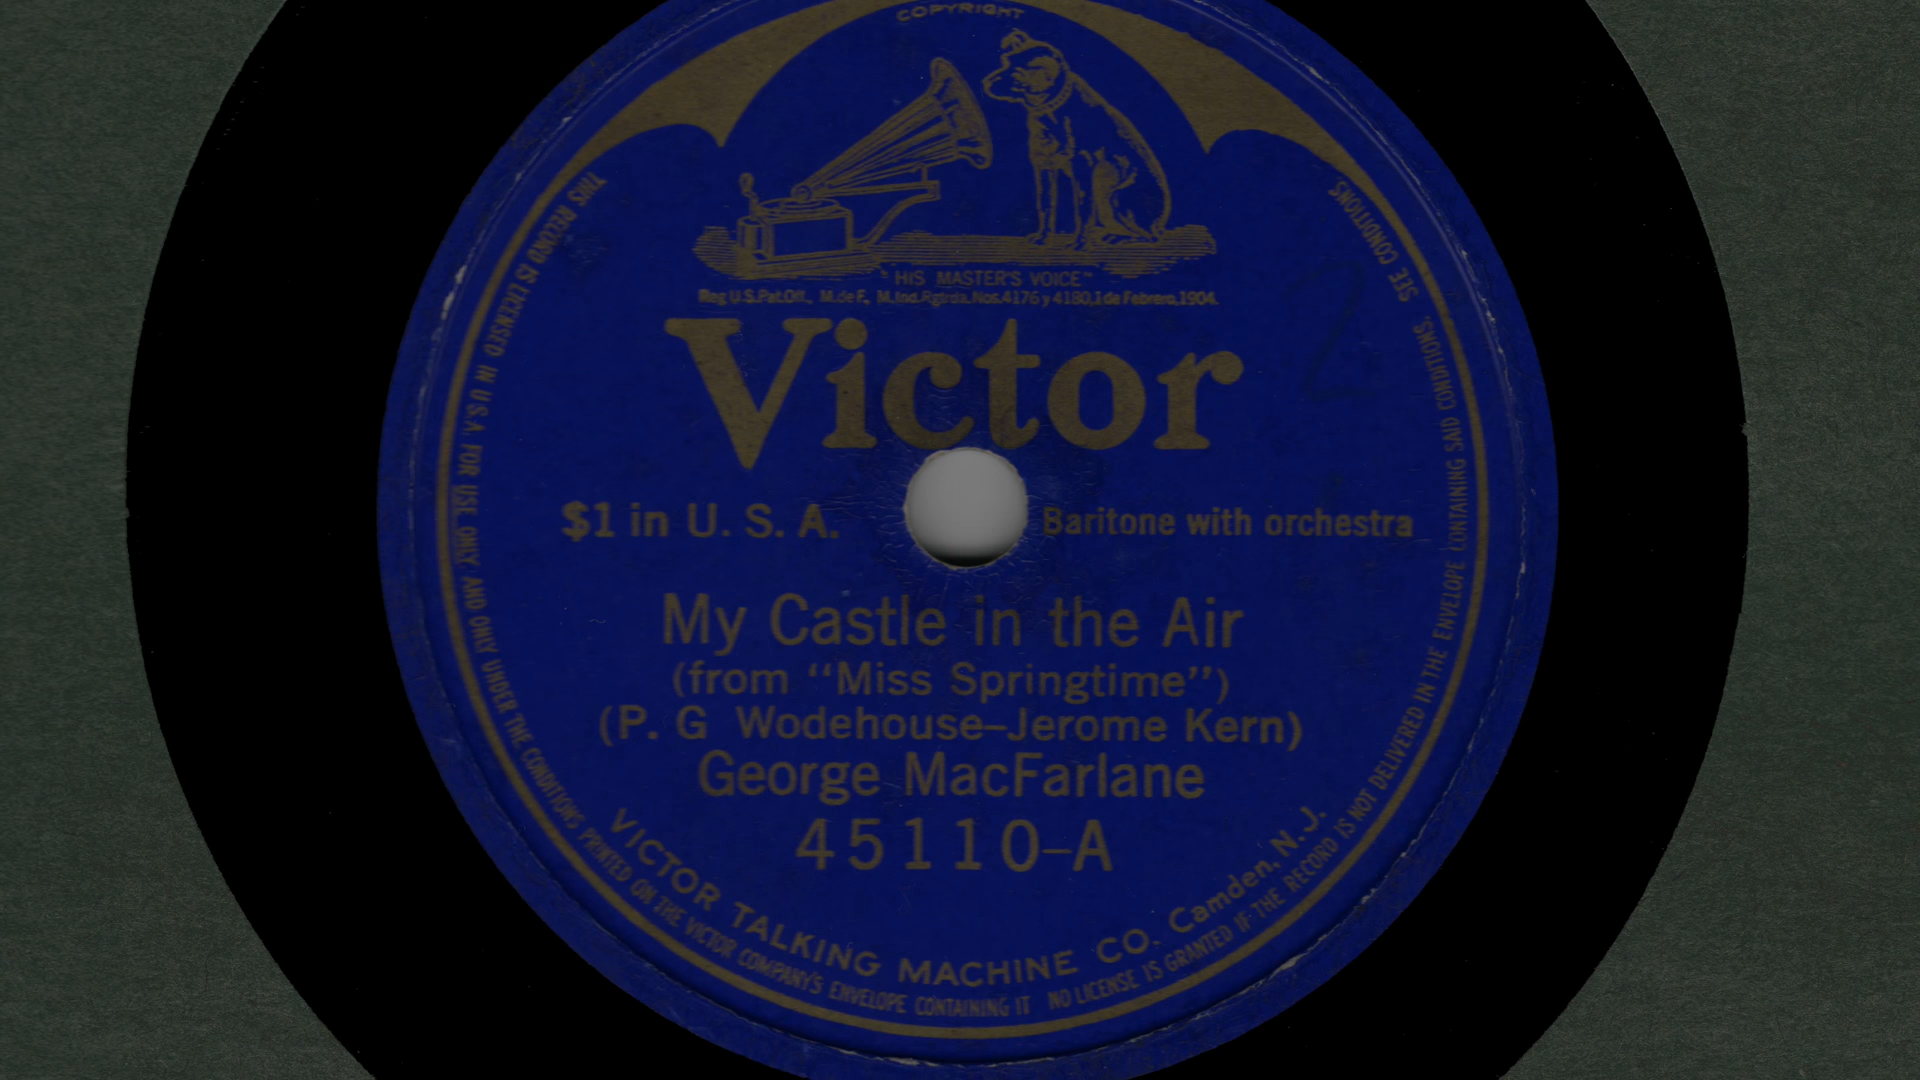 COPYRIGHT
"HIS MASTER'S VOICE"
Reg U.S.Pat.Off., M.de F., M.Ind.Rgtrda.Nos.4176 y 4180,1 de Febrero,1904.
Victor
$1 in U. S. A.
Baritone with orchestra
My Castle in the Air
(from “Miss Springtime”)
(P. G Wodehouse–Jerome Kern)
George MacFarlane
45110–A
VICTOR TALKING MACHINE CO. Camden, N. J.
THIS RECORD IS LICENSED IN U.S.A. FOR USE ONLY, AND ONLY UNDER THE CONDITIONS PRINTED ON THE VICTOR COMPANY'S ENVELOPE CONTAINING IT NO LICENSE IS GRANTED IF THE RECORD IS NOT DELIVERED IN THE ENVELOPE CONTAINING SAID CONDITIONS. SEE CONDITIONS
2